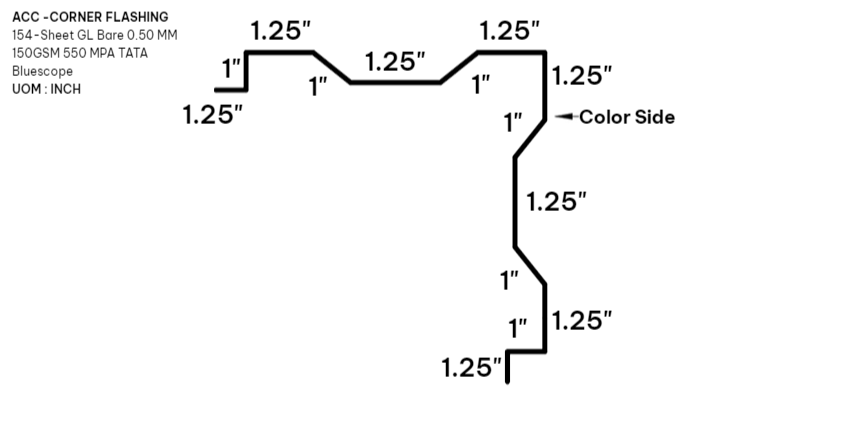 ACC -CORNER FLASHING
154-Sheet GL Bare 0.50 MM
150GSM 550 MPA TATA
Bluescope
UOM : INCH
1.25"
1.25"
1"
1.25"
1"
1.25"
1"
1.25"
1"
Color Side
1.25"
1"
1.25"
1"
1.25"